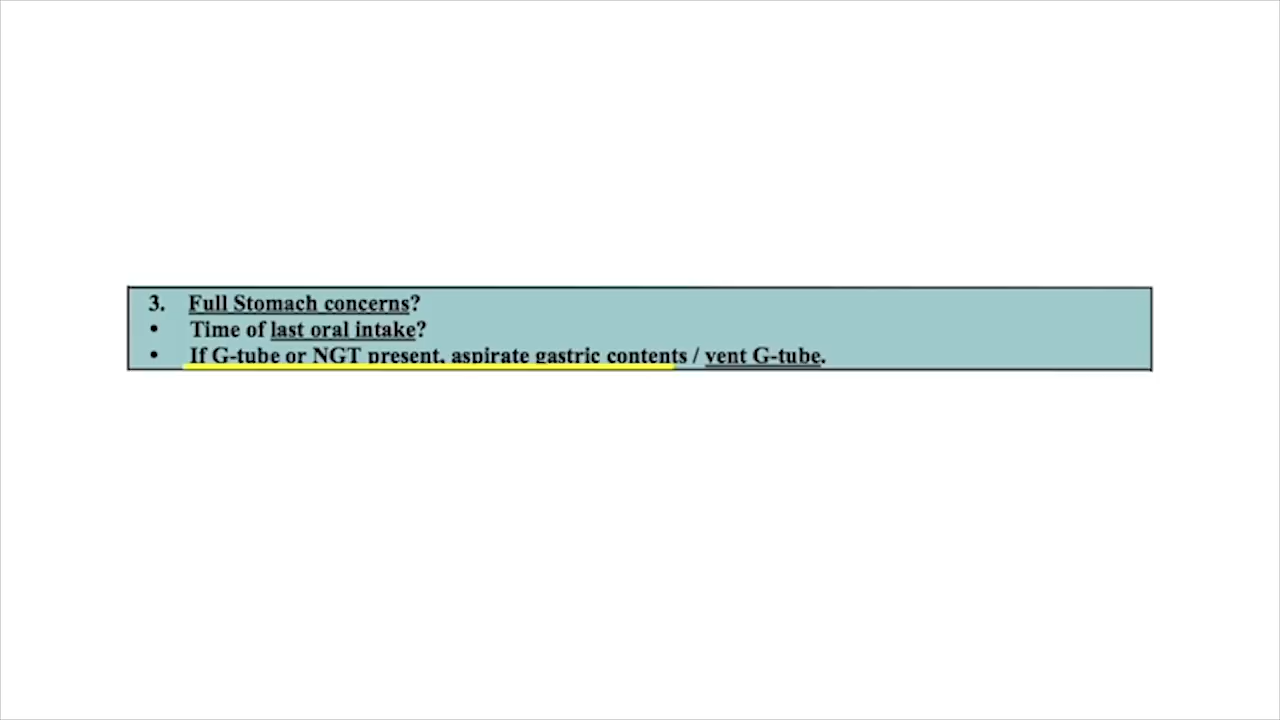 3. Full Stomach concerns?
• Time of last oral intake?
• If G-tube or NGT present, aspirate gastric contents / vent G-tube.